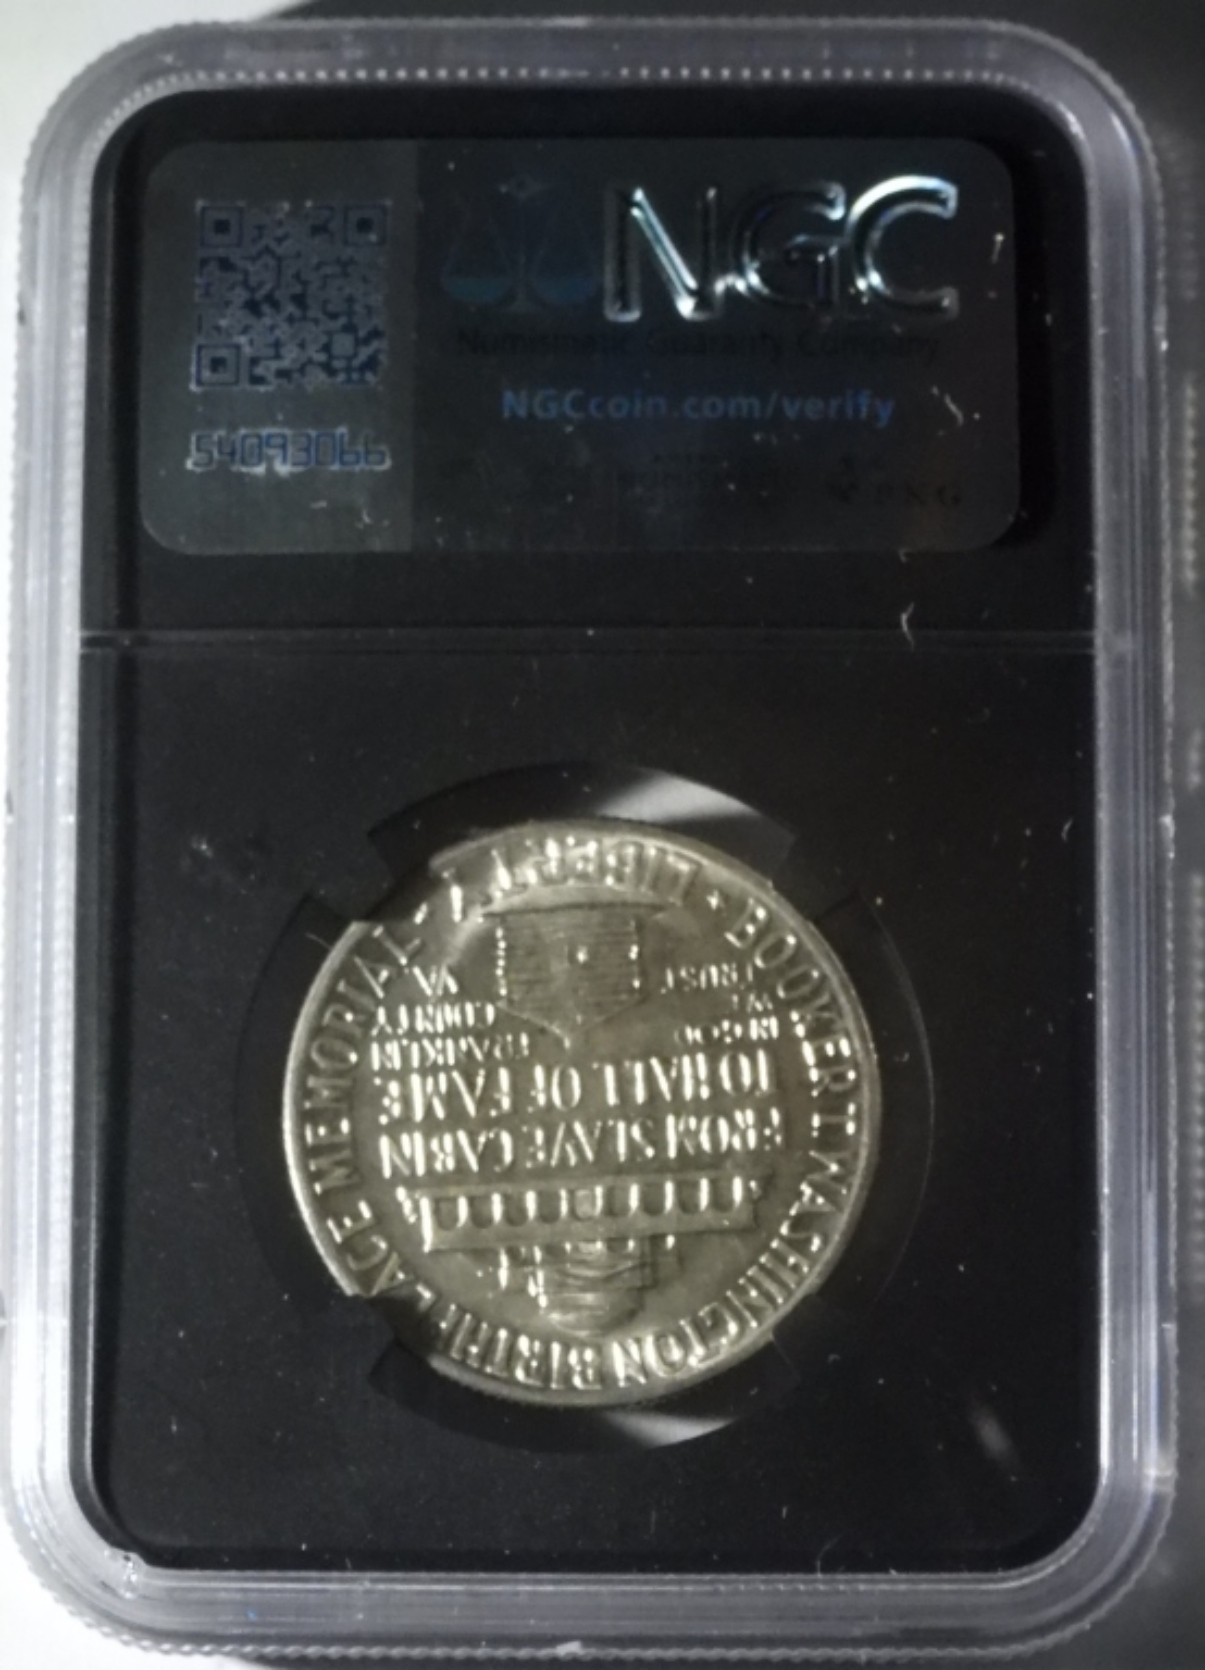 NGC
Numismatic Guaranty Company
NGCcoin.com/verify
54093066
BOOKER T. WASHINGTON BIRTHPLACE MEMORIAL · LIBERTY ·
FROM SLAVE CABIN
TO HALL OF FAME
IN GOD
WE
TRUST
FRANKLIN
COUNTY
VA.